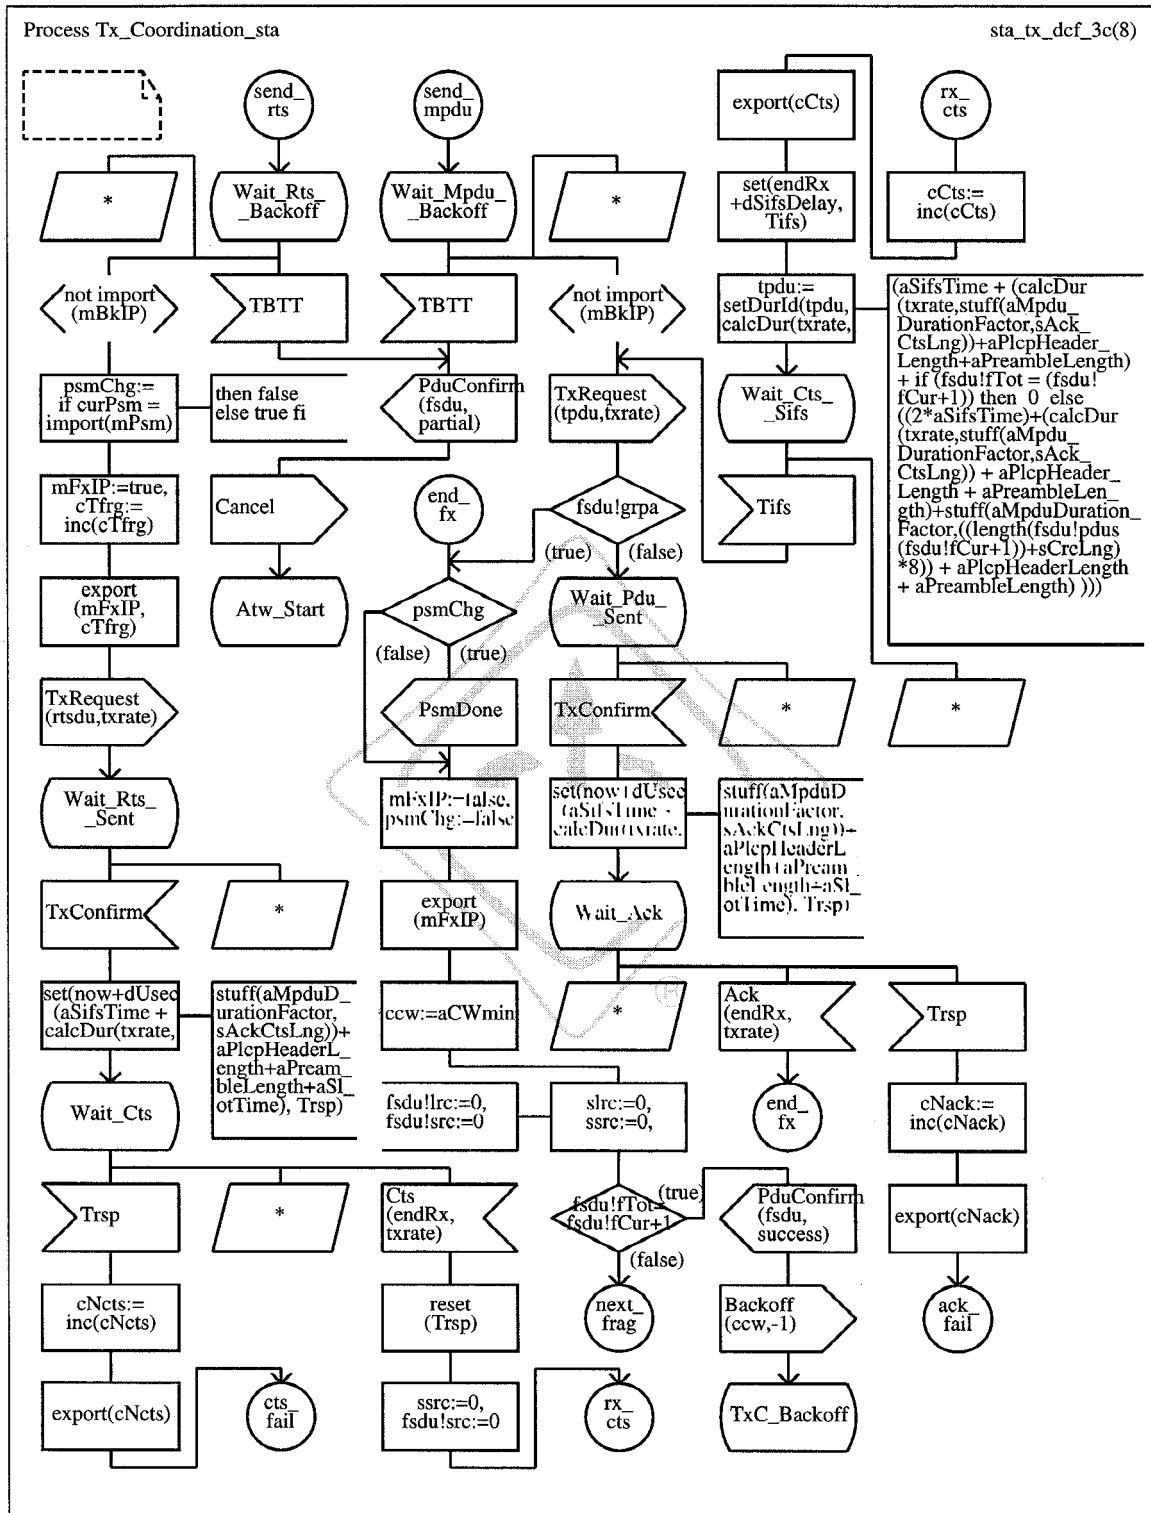 Process Tx_Coordination_sta
sta_tx_dcf_3c(8)
send_
rts
send_
mpdu
export(cCts)
rx_
cts
*
Wait_Rts_
_Backoff
Wait_Mpdu_
_Backoff
*
set(endRx
+dSifsDelay,
Tifs)
cCts:=
inc(cCts)
not import
(mBkIP)
TBTT
TBTT
not import
(mBkIP)
tpdu:=
setDurId(tpdu,
calcDur(txrate,
(aSifsTime + (calcDur
(txrate,stuff(aMpdu_
DurationFactor,sAck_
CtsLng))+aPlcpHeader_
Length+aPreambleLength)
+ if (fsdu!fTot = (fsdu!
fCur+1)) then 0 else
((2*aSifsTime)+(calcDur
(txrate,stuff(aMpdu_
DurationFactor,sAck_
CtsLng)) + aPlcpHeader_
Length + aPreambleLen_
gth)+stuff(aMpduDuration_
Factor,((length(fsdu!pdus
(fsdu!fCur+1))+sCrcLng)
*8)) + aPlcpHeaderLength
+ aPreambleLength) )))
psmChg:=
if curPsm =
import(mPsm)
then false
else true fi
PduConfirm
(fsdu,
partial)
TxRequest
(tpdu,txrate)
Wait_Cts_
_Sifs
mFxIP:=true,
cTfrg:=
inc(cTfrg)
Cancel
end_
fx
fsdu!grpa
Tifs
(true)
(false)
export
(mFxIP,
cTfrg)
Atw_Start
psmChg
Wait_Pdu_
_Sent
(false)
(true)
TxRequest
(rtsdu,txrate)
PsmDone
TxConfirm
*
*
Wait_Rts_
_Sent
mFxIP:=false,
psmChg:=false
set(now+dUsec
(aSifsTime +
calcDur(txrate,
stuff(aMpduD_
urationFactor,
sAckCtsLng))+
aPlcpHeaderL_
ength+aPream_
bleLength+aSl_
otTime), Trsp)
TxConfirm
*
export
(mFxIP)
Wait_Ack
set(now+dUsec
(aSifsTime +
calcDur(txrate,
stuff(aMpduD_
urationFactor,
sAckCtsLng))+
aPlcpHeaderL_
ength+aPream_
bleLength+aSl_
otTime), Trsp)
ccw:=aCWmin
*
®
Ack
(endRx,
txrate)
Trsp
Wait_Cts
fsdu!lrc:=0,
fsdu!src:=0
slrc:=0,
ssrc:=0,
end_
fx
cNack:=
inc(cNack)
Trsp
*
Cts
(endRx,
txrate)
fsdu!fTot=
fsdu!fCur+1
(true)
(false)
PduConfirm
(fsdu,
success)
export(cNack)
cNcts:=
inc(cNcts)
reset
(Trsp)
next_
frag
Backoff
(ccw,-1)
ack_
fail
export(cNcts)
cts_
fail
ssrc:=0,
fsdu!src:=0
rx_
cts
TxC_Backoff